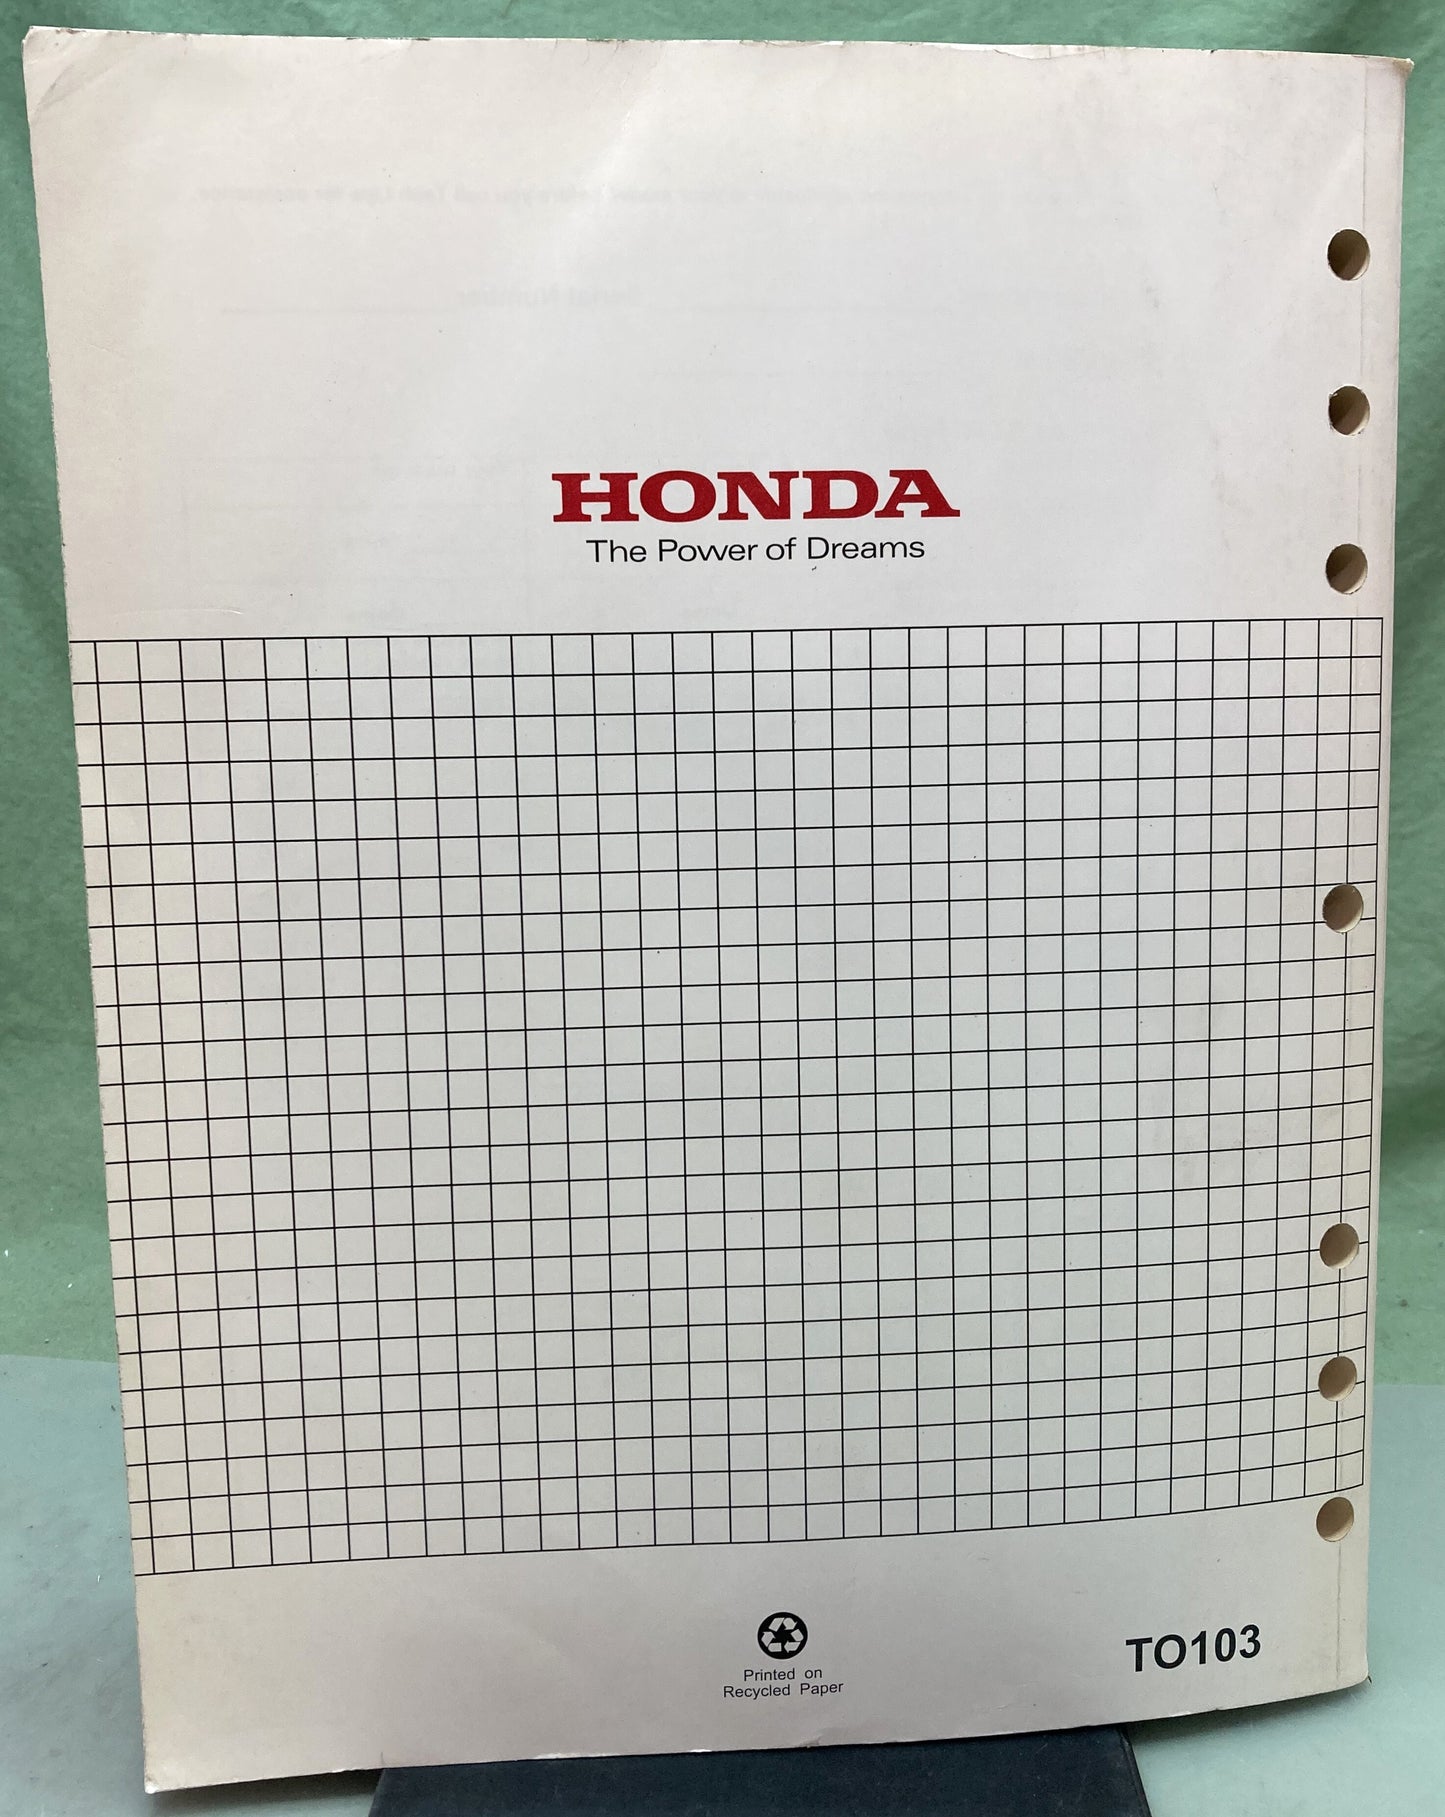 HONDA
The Power of Dreams
Printed on
Recycled Paper
TO103